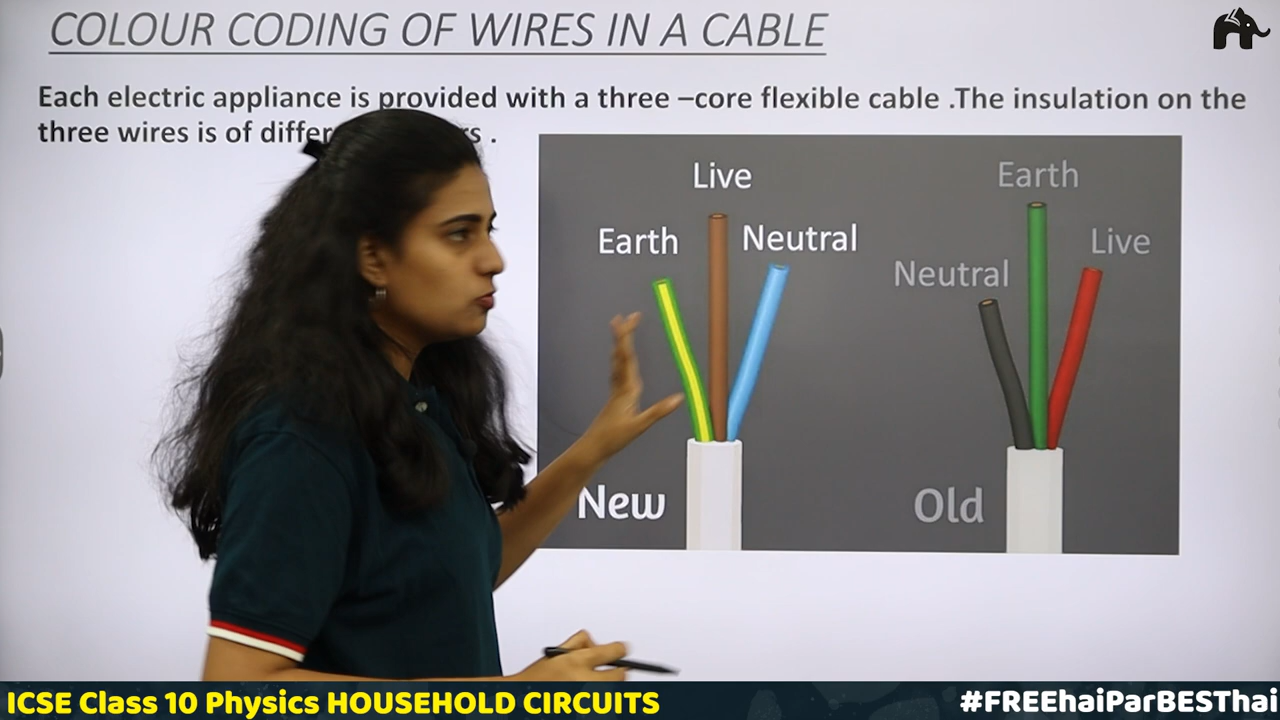 COLOUR CODING OF WIRES IN A CABLE
Each electric appliance is provided with a three –core flexible cable .The insulation on the
three wires is of .
Live
Earth
Neutral
New
Earth
Live
Neutral
Old
ICSE Class 10 Physics HOUSEHOLD CIRCUITS
#FREEhaiParBESThai